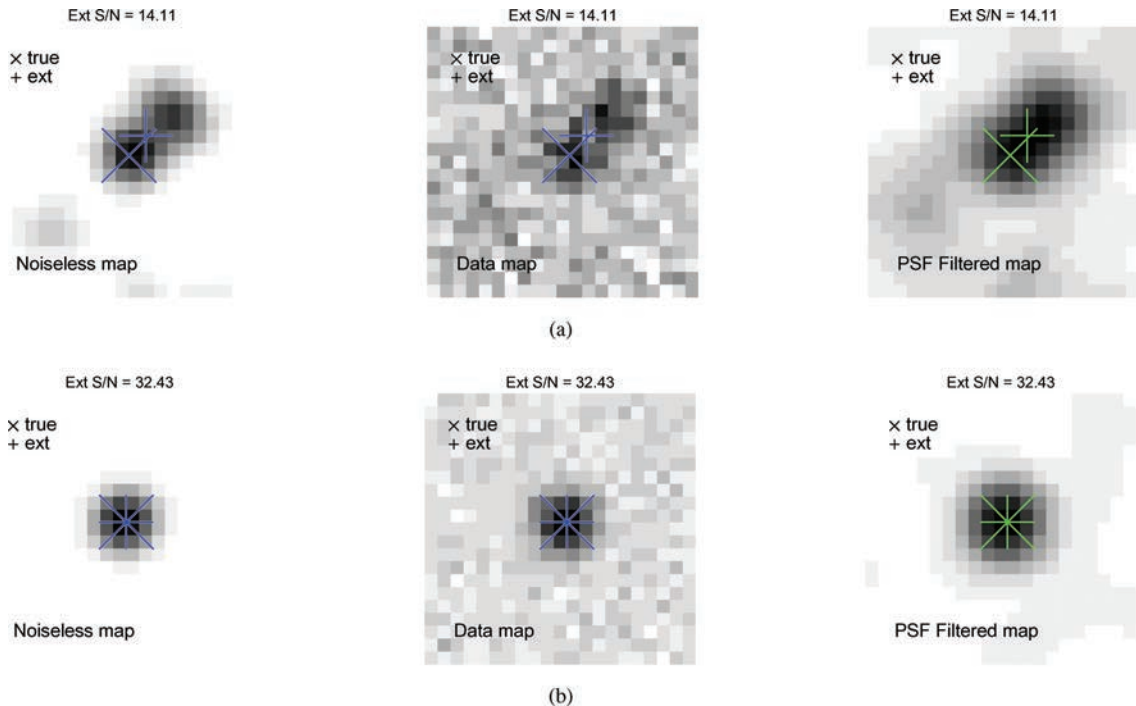 Ext S/N = 14.11
× true
+ ext
Noiseless map
Ext S/N = 14.11
× true
+ ext
Data map
Ext S/N = 14.11
× true
+ ext
PSF Filtered map
(a)
Ext S/N = 32.43
× true
+ ext
Noiseless map
Ext S/N = 32.43
× true
+ ext
Data map
Ext S/N = 32.43
× true
+ ext
PSF Filtered map
(b)